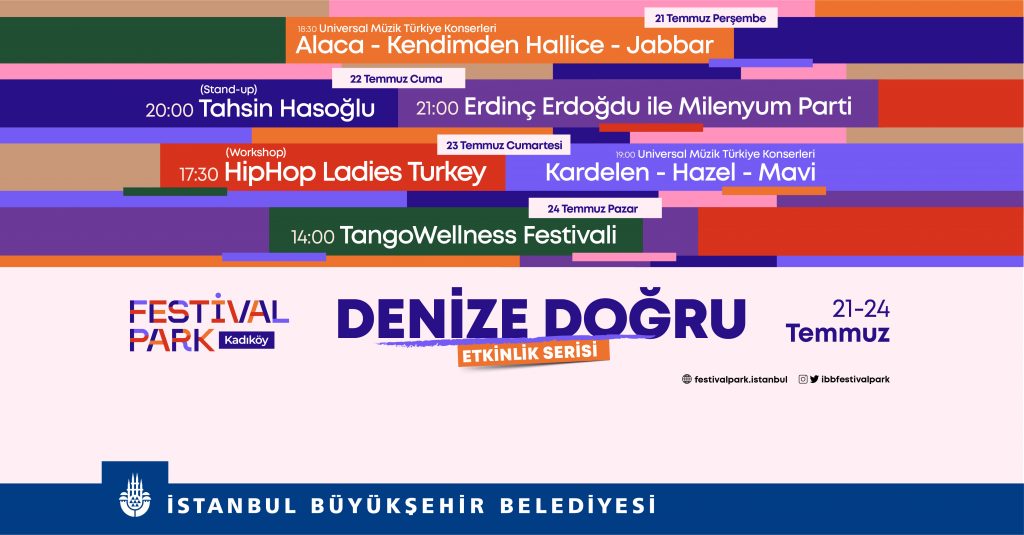 21 Temmuz Perşembe
18:30 Universal Müzik Türkiye Konserleri
Alaca - Kendimden Hallice - Jabbar
22 Temmuz Cuma
(Stand-up)
20:00 Tahsin Hasoğlu
21:00 Erdinç Erdoğdu ile Milenyum Parti
23 Temmuz Cumartesi
(Workshop)
17:30 HipHop Ladies Turkey
19:00 Universal Müzik Türkiye Konserleri
Kardelen - Hazel - Mavi
24 Temmuz Pazar
14:00 TangoWellness Festivali
FESTİVAL
PARK Kadıköy
DENİZE DOĞRU
ETKİNLİK SERİSİ
21-24
Temmuz
festivalpark.istanbul ibbfestivalpark
İSTANBUL BÜYÜKŞEHİR BELEDİYESİ